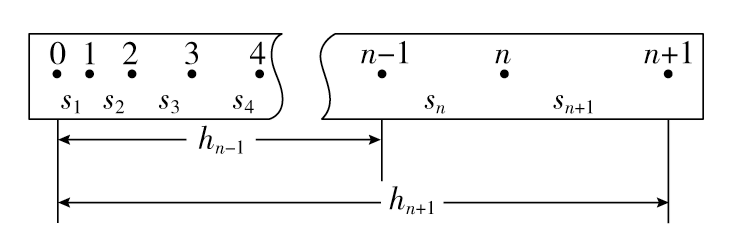 0 1 2 3 4 n−1 n n+1
s₁ s₂ s₃ s₄ sₙ sₙ₊₁
hₙ₋₁
hₙ₊₁